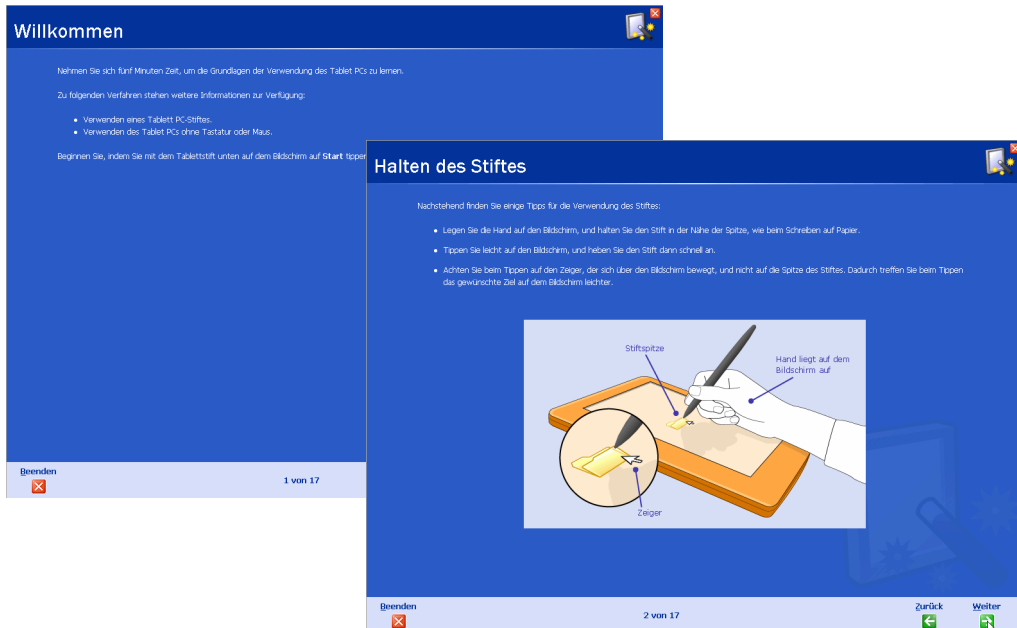 Willkommen
Nehmen Sie sich fünf Minuten Zeit, um die Grundlagen der Verwendung des Tablet PCs zu lernen.
Zu folgenden Verfahren stehen weitere Informationen zur Verfügung:
• Verwenden eines Tablett PC-Stiftes.
• Verwenden des Tablet PCs ohne Tastatur oder Maus.
Beginnen Sie, indem Sie mit dem Tablettstift unten auf dem Bildschirm auf Start tippen
Beenden
1 von 17
Halten des Stiftes
Nachstehend finden Sie einige Tipps für die Verwendung des Stiftes:
• Legen Sie die Hand auf den Bildschirm, und halten Sie den Stift in der Nähe der Spitze, wie beim Schreiben auf Papier.
• Tippen Sie leicht auf den Bildschirm, und heben Sie den Stift dann schnell an.
• Achten Sie beim Tippen auf den Zeiger, der sich über den Bildschirm bewegt, und nicht auf die Spitze des Stiftes. Dadurch treffen Sie beim Tippen
das gewünschte Ziel auf dem Bildschirm leichter.
Stiftspitze
Hand liegt auf dem
Bildschirm auf
Zeiger
Beenden
2 von 17
Zurück
Weiter